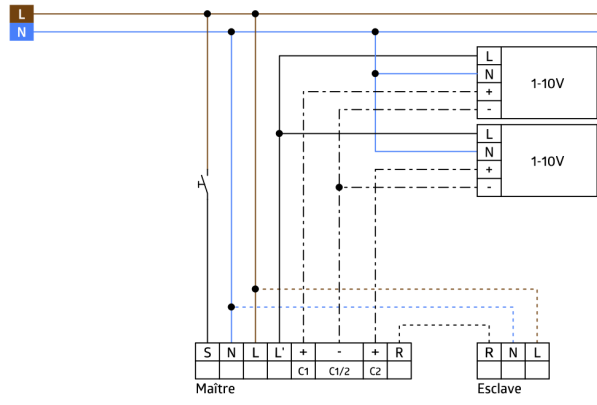 L
N
L
N
+
-
1-10V
L
N
+
-
1-10V
S N L L' + - + R
C1 C1/2 C2
R N L
Maître
Esclave